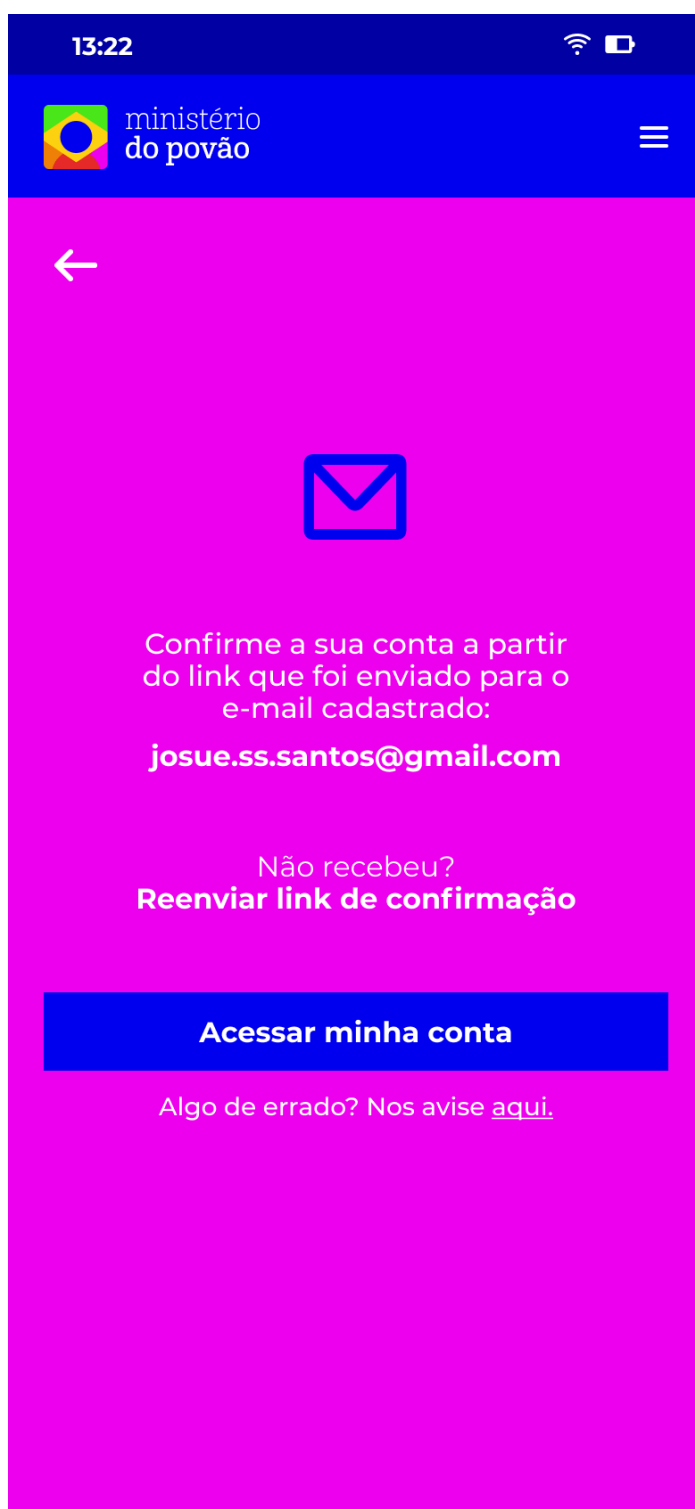 13:22
ministério
do povão
Confirme a sua conta a partir
do link que foi enviado para o
e-mail cadastrado:
josue.ss.santos@gmail.com
Não recebeu?
Reenviar link de confirmação
Acessar minha conta
Algo de errado? Nos avise aqui.